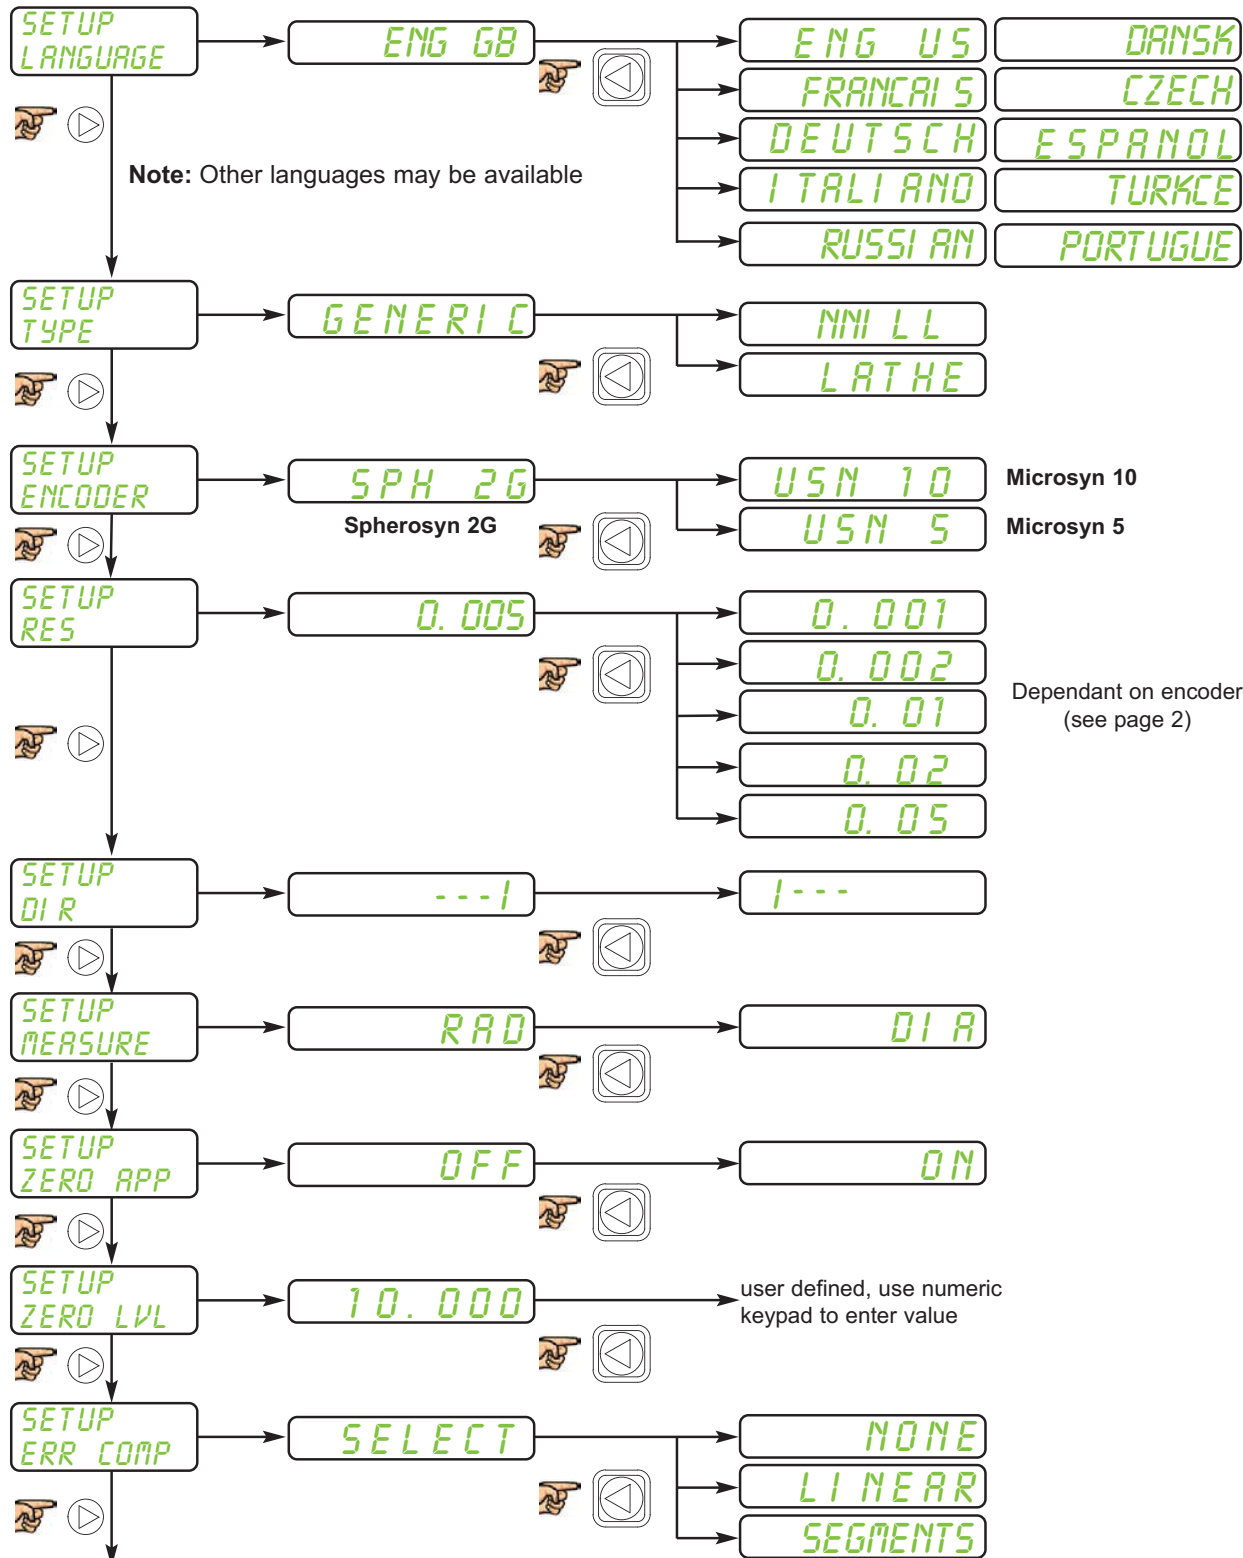 SETUP
LANGUAGE
ENG GB
ENG US
DANSK
FRANCAIS
CZECH
DEUTSCH
ESPANOL
ITALIANO
TURKCE
RUSSIAN
PORTUGUE
Note: Other languages may be available
SETUP
TYPE
GENERIC
MMILL
LATHE
SETUP
ENCODER
SPH 2G
Spherosyn 2G
USN 10
Microsyn 10
USN 5
Microsyn 5
SETUP
RES
0.005
0.001
0.002
0.01
0.02
0.05
Dependant on encoder
(see page 2)
SETUP
DIR
---|
|---
SETUP
MEASURE
RAD
DIA
SETUP
ZERO APP
OFF
ON
SETUP
ZERO LVL
10.000
user defined, use numeric
keypad to enter value
SETUP
ERR COMP
SELECT
NONE
LINEAR
SEGMENTS